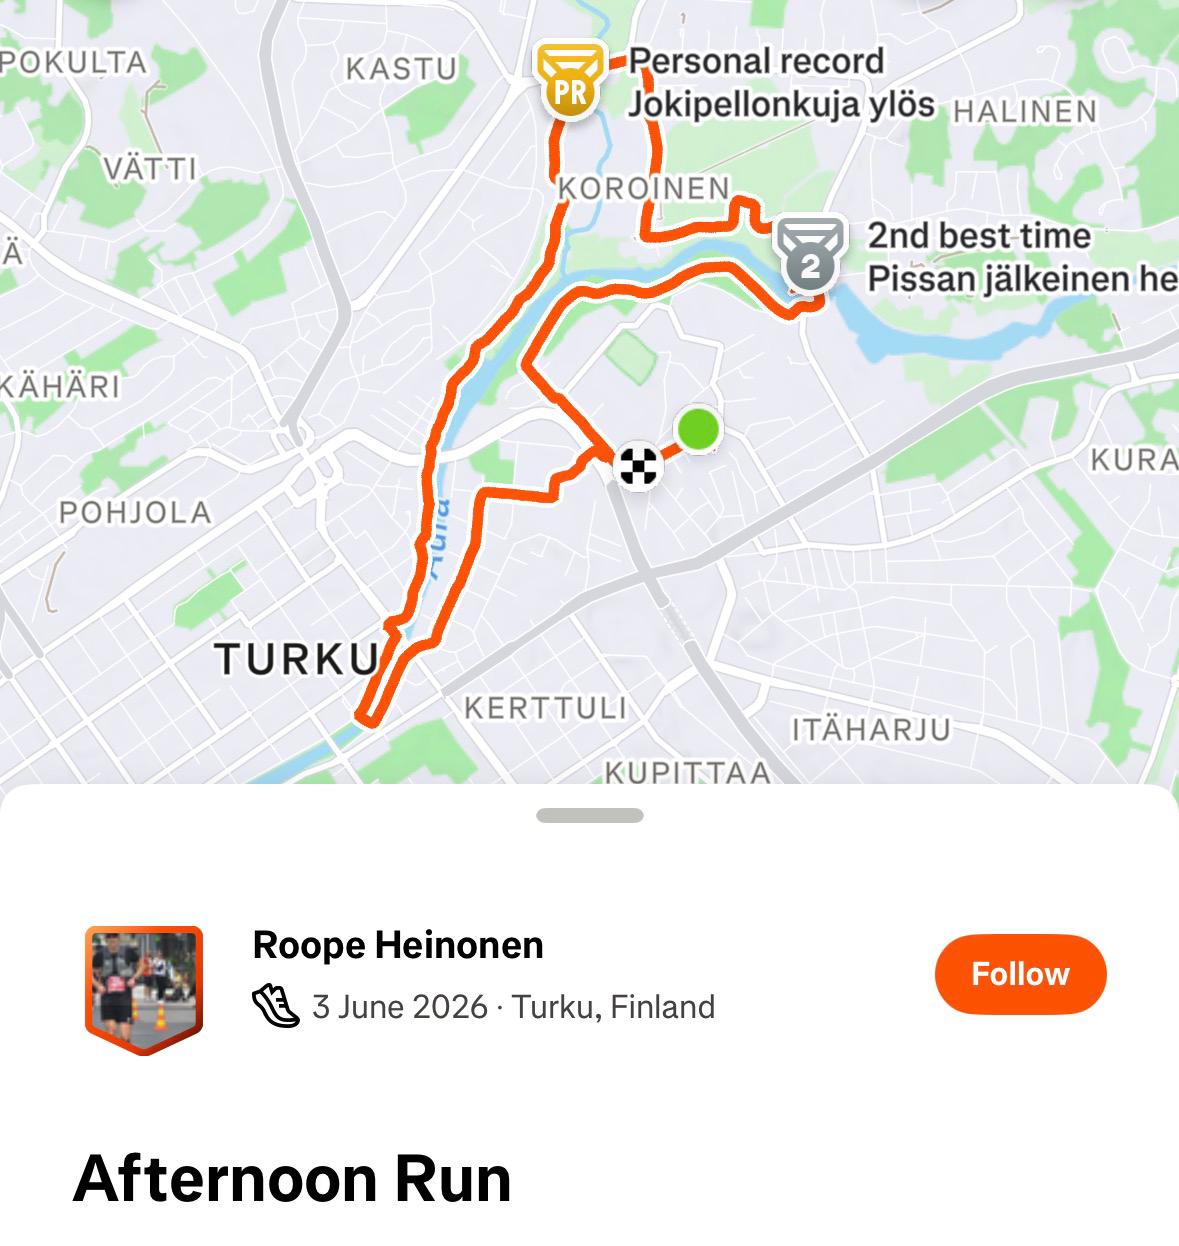 POKULTA
KASTU
PR
Personal record
Jokipellonkuja ylös
HALINEN
VÄTTI
KOROINEN
Ä
2
2nd best time
Pissan jälkeinen he
KÄHÄRI
KURA
POHJOLA
Aura
TURKU
KERTTULI
ITÄHARJU
KUPITTAA
Roope Heinonen
3 June 2026 · Turku, Finland
Follow
Afternoon Run